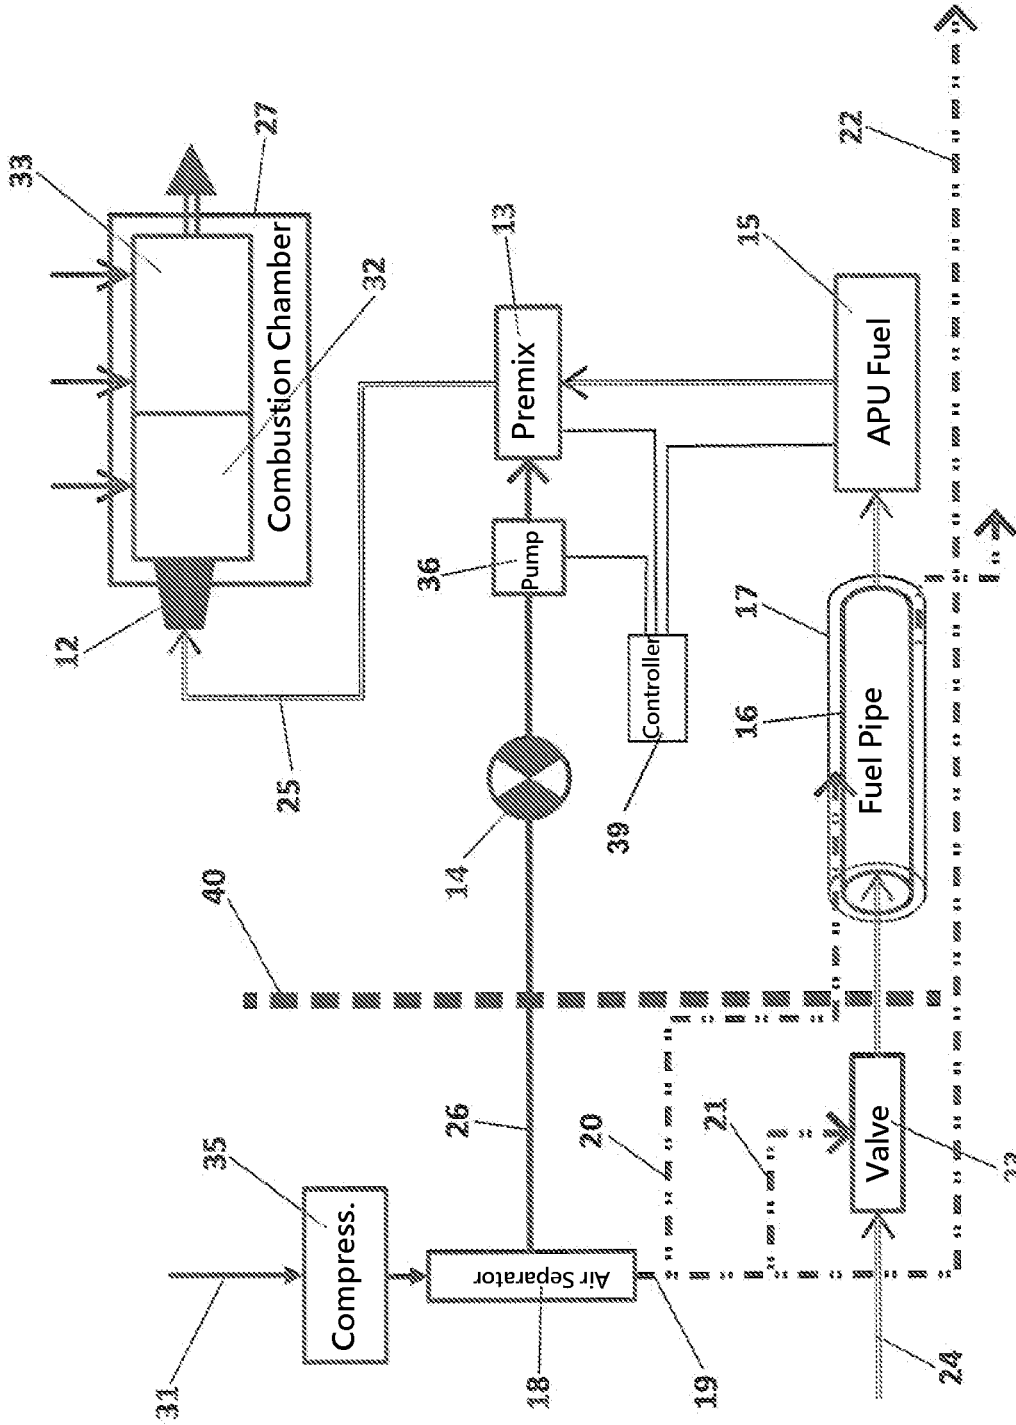 33
12
31
35
40
27
Combustion Chamber
25
Compress.
32
36
26
14
13
Air Separator
Pump
Premix
18
20
39
Controller
19
21
16
17
15
22
Valve
Fuel Pipe
APU Fuel
24